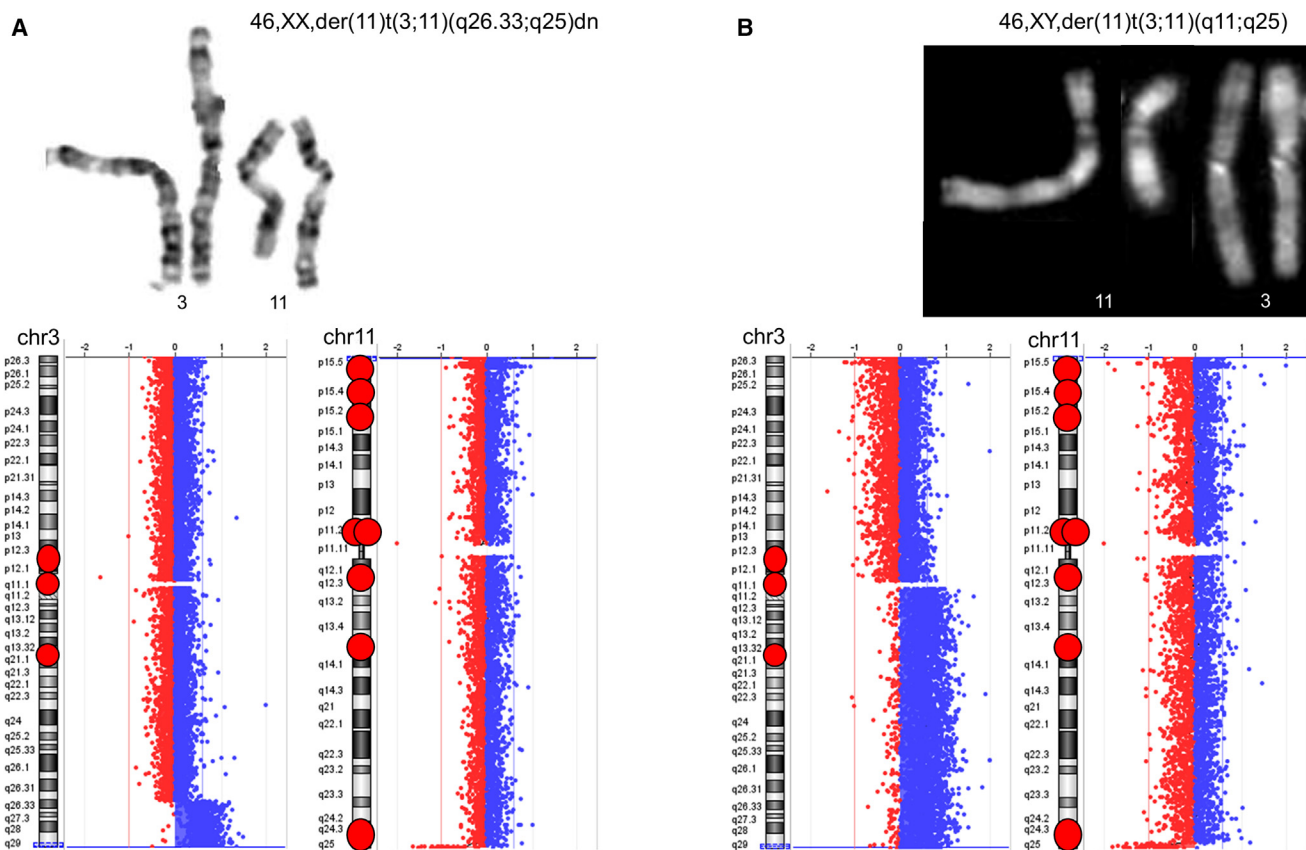 A
46,XX,der(11)t(3;11)(q26.33;q25)dn
3
11
chr3
-2
-1
0
1
2
p26.3
p26.1
p25.2
p24.3
p24.1
p22.3
p22.1
p21.31
p14.3
p14.2
p14.1
p13
p12.3
p12.1
q11.1
q11.2
q12.3
q13.12
q13.2
q13.32
q21.1
q21.3
q22.1
q22.3
q24
q25.2
q25.33
q26.1
q26.31
q26.33
q27.3
q28
q29
chr11
-2
-1
0
1
2
p15.5
p15.4
p15.2
p15.1
p14.3
p14.1
p13
p12
p11.2
p11.11
q12.1
q12.3
q13.2
q13.4
q14.1
q14.3
q21
q22.1
q22.3
q23.2
q23.3
q24.2
q24.3
q25
B
46,XY,der(11)t(3;11)(q11;q25)
11
3
chr3
-2
-1
0
1
2
p26.3
p26.1
p25.2
p24.3
p24.1
p22.3
p22.1
p21.31
p14.3
p14.2
p14.1
p13
p12.3
p12.1
q11.1
q11.2
q12.3
q13.12
q13.2
q13.32
q21.1
q21.3
q22.1
q22.3
q24
q25.2
q25.33
q26.1
q26.31
q26.33
q27.3
q28
q29
chr11
-2
-1
0
1
2
p15.5
p15.4
p15.2
p15.1
p14.3
p14.1
p13
p12
p11.2
p11.11
q12.1
q12.3
q13.2
q13.4
q14.1
q14.3
q21
q22.1
q22.3
q23.2
q23.3
q24.2
q24.3
q25